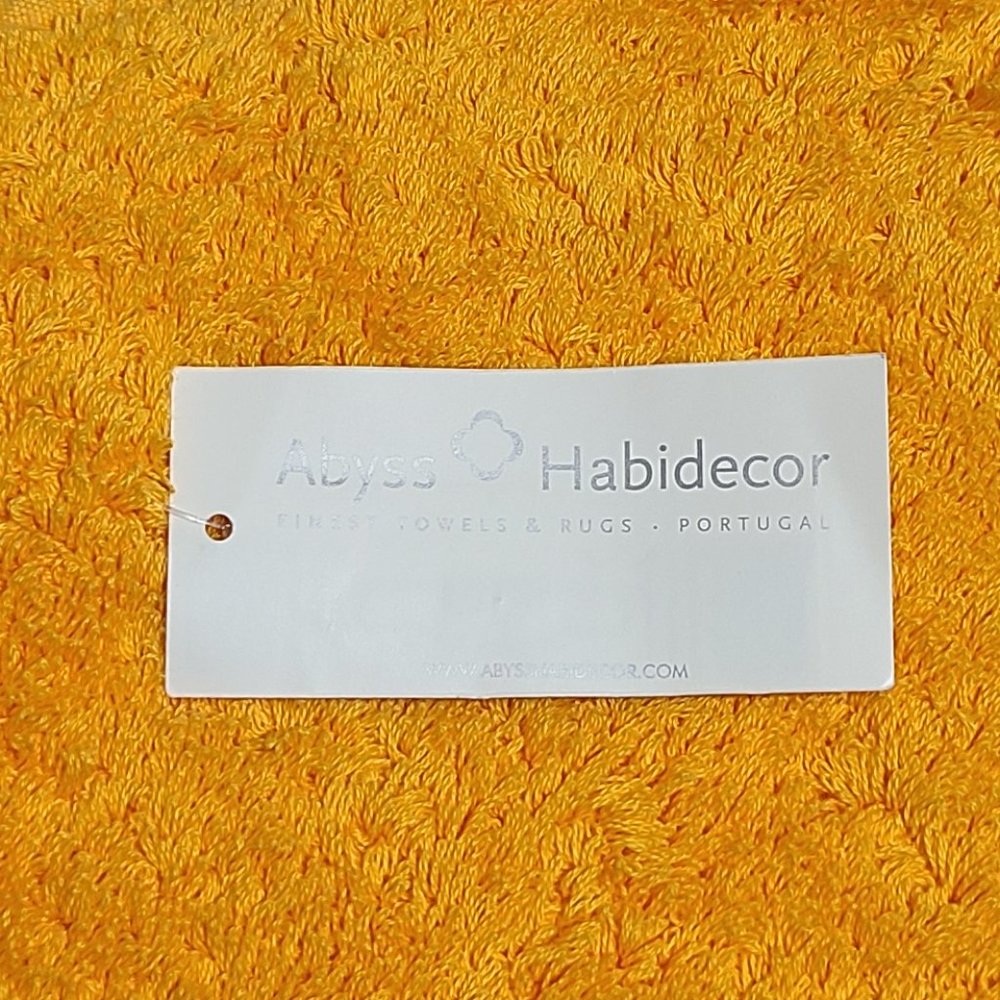 Abyss Habidecor
FINEST TOWELS & RUGS · PORTUGAL
WWW.ABYSSHABIDECOR.COM